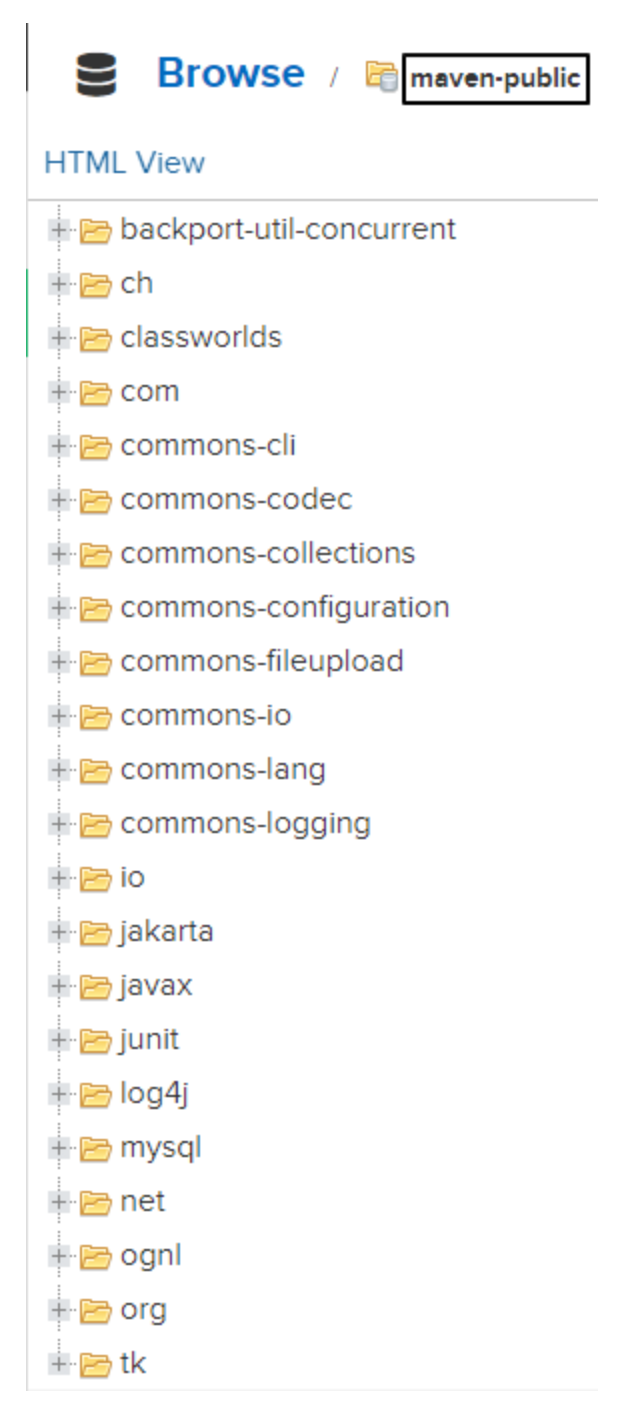 Browse / maven-public
HTML View
backport-util-concurrent
ch
classworlds
com
commons-cli
commons-codec
commons-collections
commons-configuration
commons-fileupload
commons-io
commons-lang
commons-logging
io
jakarta
javax
junit
log4j
mysql
net
ognl
org
tk